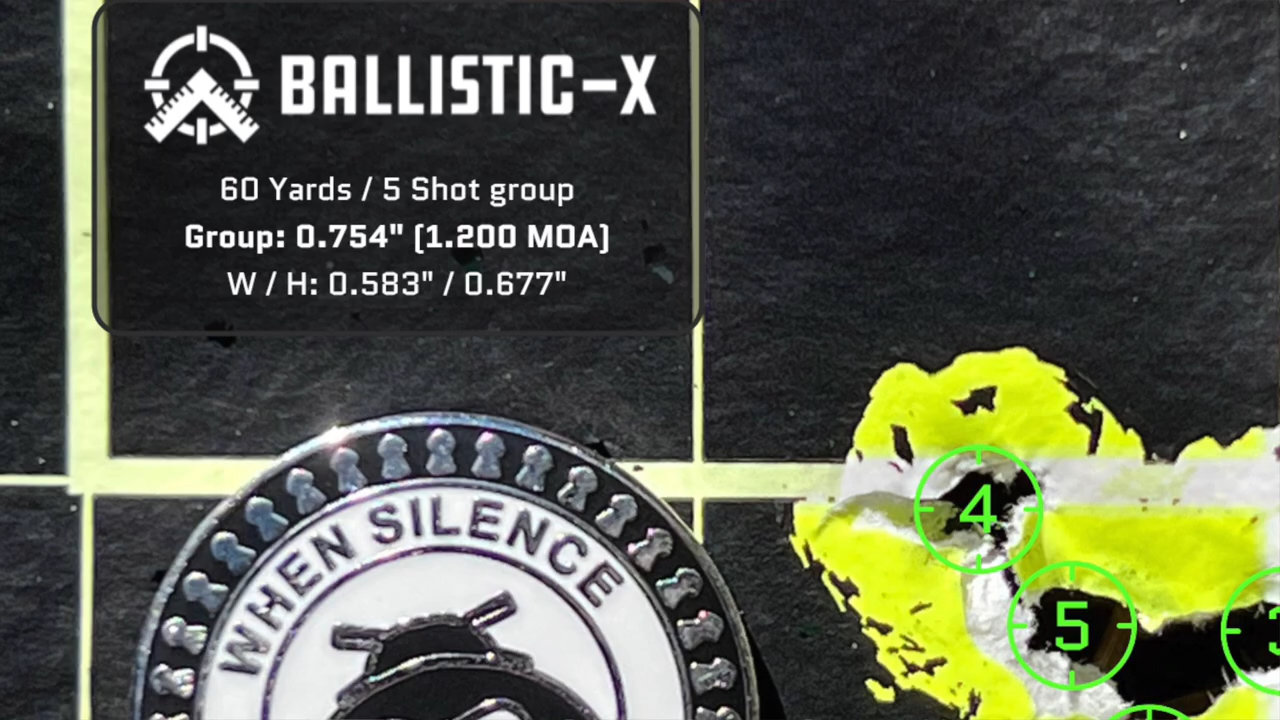 BALLISTIC-X
60 Yards / 5 Shot group
Group: 0.754" (1.200 MOA)
W / H: 0.583" / 0.677"
WHEN SILENCE
4
5
3